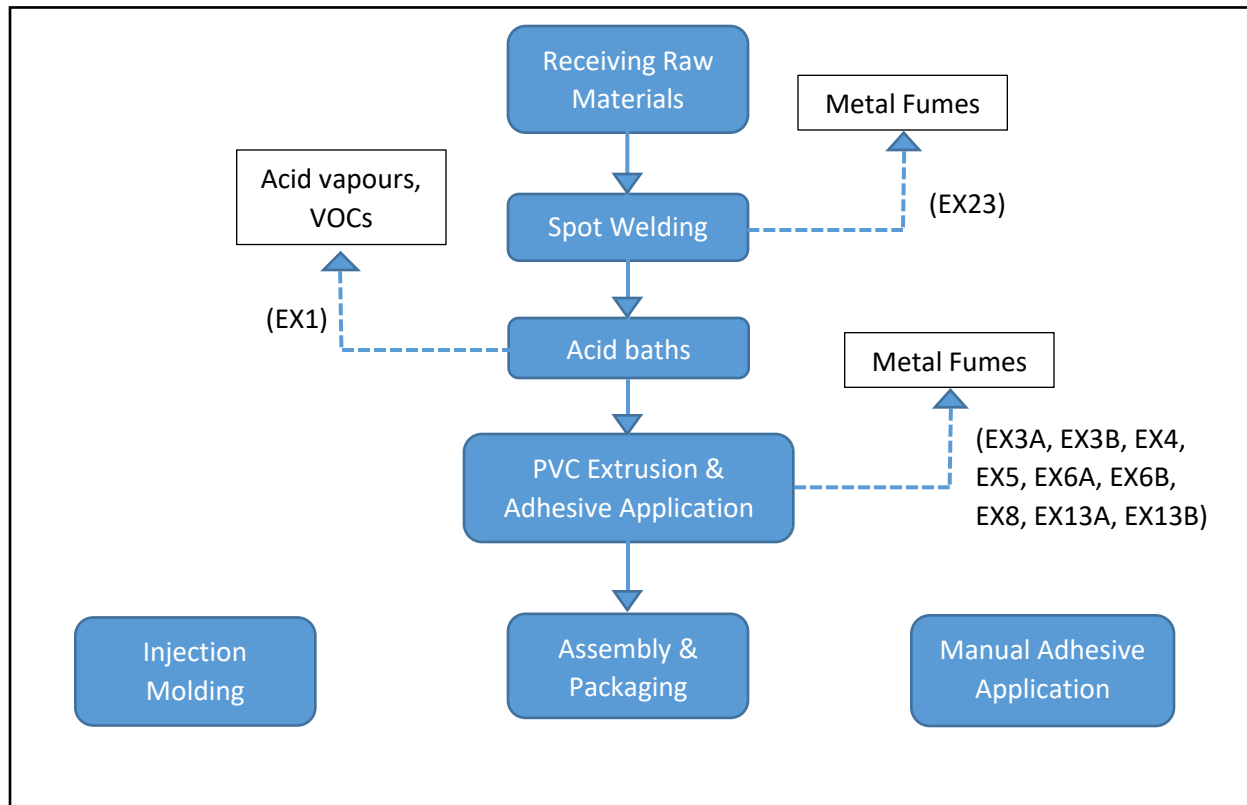 Receiving Raw
Materials
Metal Fumes
Acid vapours,
VOCs
(EX23)
Spot Welding
(EX1)
Acid baths
Metal Fumes
PVC Extrusion &
Adhesive Application
(EX3A, EX3B, EX4,
EX5, EX6A, EX6B,
EX8, EX13A, EX13B)
Injection
Molding
Assembly &
Packaging
Manual Adhesive
Application